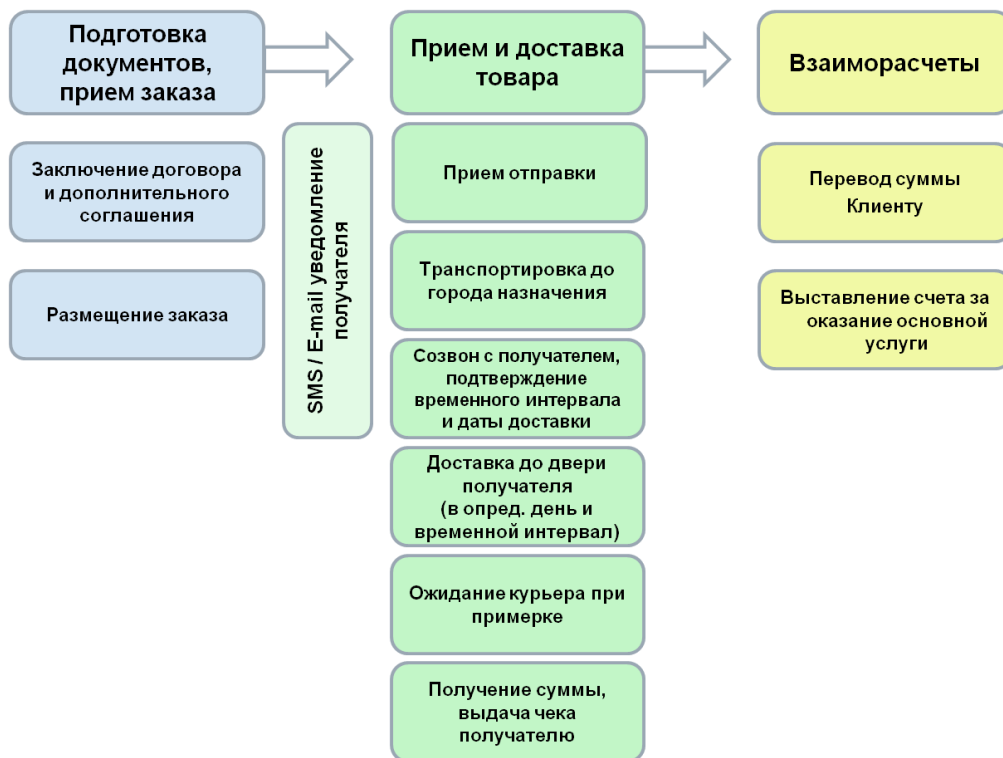 Подготовка
документов,
прием заказа
Заключение договора
и дополнительного
соглашения
Размещение заказа
SMS / E-mail уведомление
получателя
Прием и доставка
товара
Прием отправки
Транспортировка до
города назначения
Созвон с получателем,
подтверждение
временного интервала
и даты доставки
Доставка до двери
получателя
(в опред. день и
временной интервал)
Ожидание курьера при
примерке
Получение суммы,
выдача чека
получателю
Взаиморасчеты
Перевод суммы
Клиенту
Выставление счета за
оказание основной
услуги